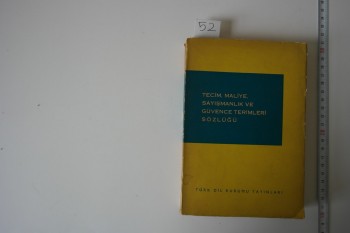 52
TECİM, MALİYE,
SAYIŞMANLIK VE
GÜVENCE TERİMLERİ
SÖZLÜĞÜ
TÜRK DİL KURUMU YAYINLARI